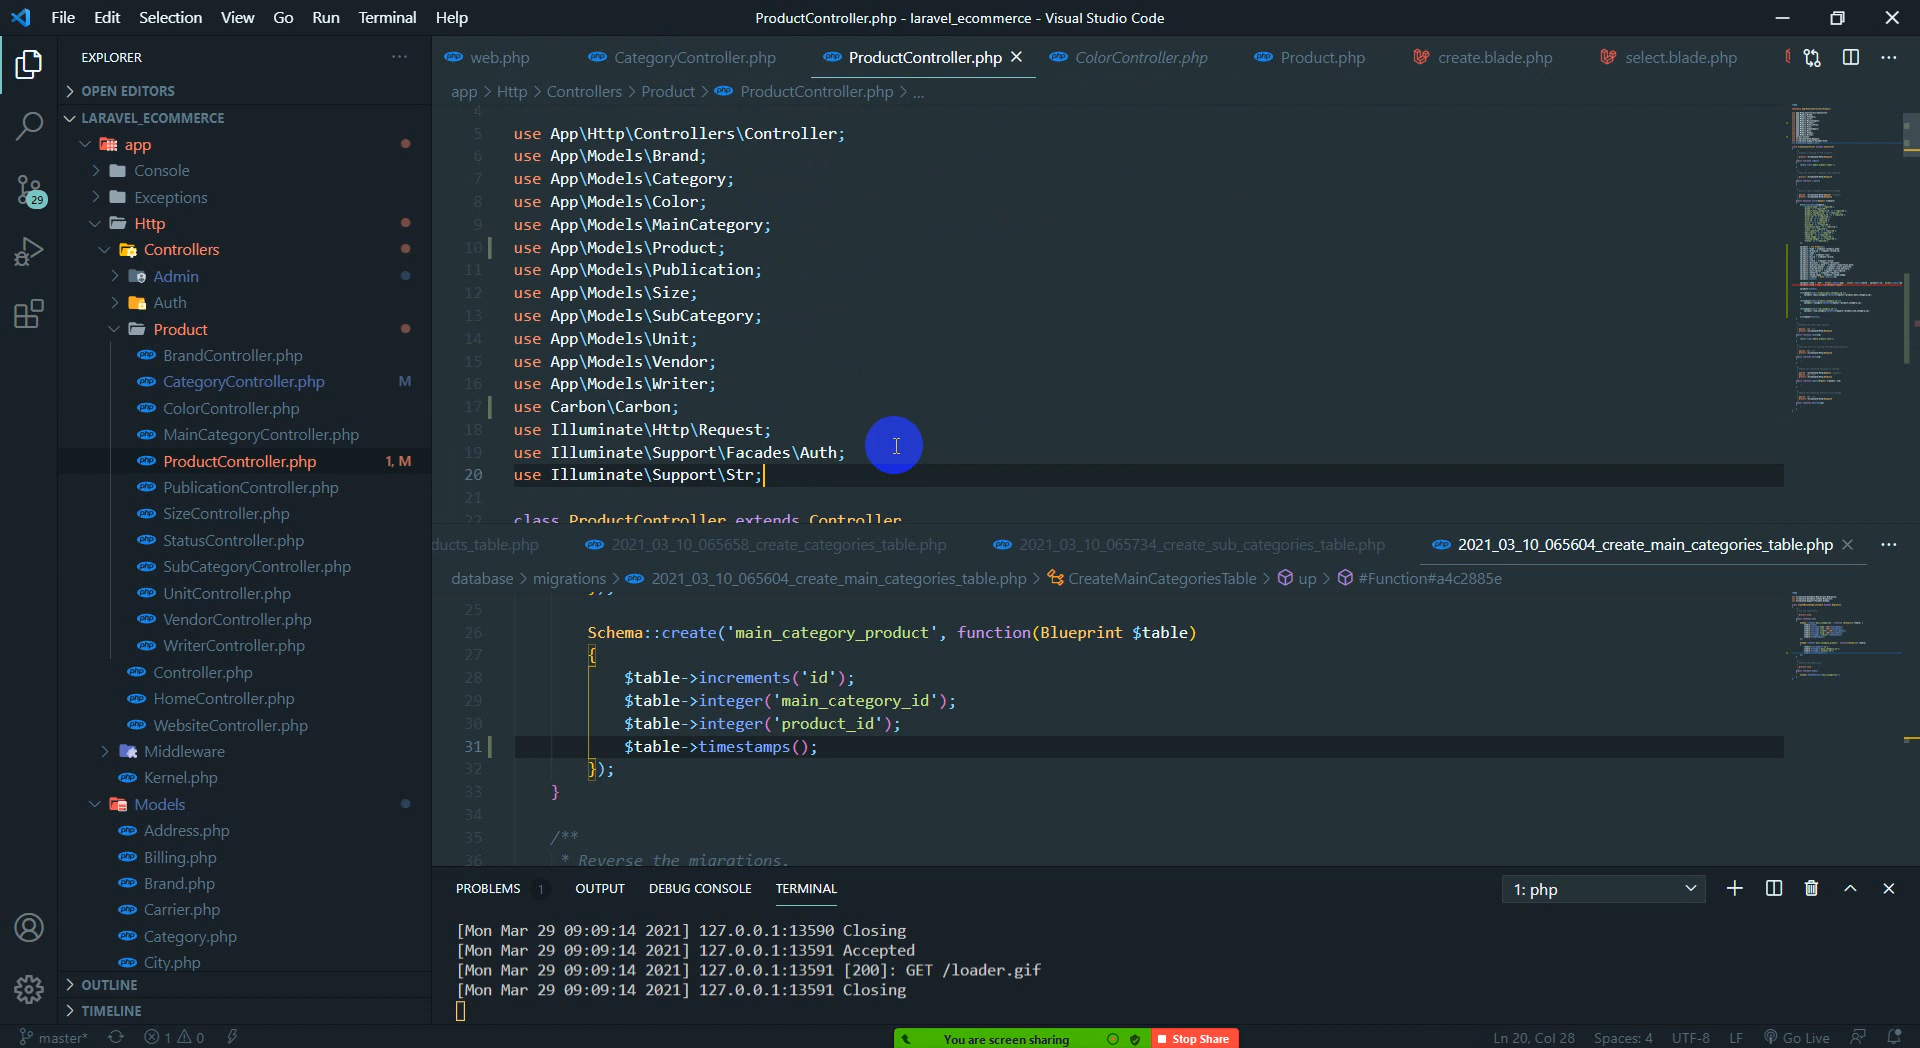 File Edit Selection View Go Run Terminal Help
ProductController.php - laravel_ecommerce - Visual Studio Code
EXPLORER
OPEN EDITORS
LARAVEL_ECOMMERCE
app
Console
Exceptions
Http
Controllers
Admin
Auth
Product
BrandController.php
CategoryController.php M
ColorController.php
MainCategoryController.php
ProductController.php 1, M
PublicationController.php
SizeController.php
StatusController.php
SubCategoryController.php
UnitController.php
VendorController.php
WriterController.php
Controller.php
HomeController.php
WebsiteController.php
Middleware
Kernel.php
Models
Address.php
Billing.php
Brand.php
Carrier.php
Category.php
City.php
OUTLINE
TIMELINE
29
web.php CategoryController.php ProductController.php ColorController.php Product.php create.blade.php select.blade.php
app > Http > Controllers > Product > ProductController.php > ...
4
5 use App\Http\Controllers\Controller;
6 use App\Models\Brand;
7 use App\Models\Category;
8 use App\Models\Color;
9 use App\Models\MainCategory;
10 use App\Models\Product;
11 use App\Models\Publication;
12 use App\Models\Size;
13 use App\Models\SubCategory;
14 use App\Models\Unit;
15 use App\Models\Vendor;
16 use App\Models\Writer;
17 use Carbon\Carbon;
18 use Illuminate\Http\Request;
19 use Illuminate\Support\Facades\Auth;
20 use Illuminate\Support\Str;
21
22 class ProductController extends Controller
ducts_table.php 2021_03_10_065658_create_categories_table.php 2021_03_10_065734_create_sub_categories_table.php 2021_03_10_065604_create_main_categories_table.php
database > migrations > 2021_03_10_065604_create_main_categories_table.php > CreateMainCategoriesTable > up > #Function#a4c2885e
25
26 Schema::create('main_category_product', function(Blueprint $table)
27 {
28 $table->increments('id');
29 $table->integer('main_category_id');
30 $table->integer('product_id');
31 $table->timestamps();
32 });
33 }
34
35 /**
36 * Reverse the migrations.
PROBLEMS 1 OUTPUT DEBUG CONSOLE TERMINAL
1: php
[Mon Mar 29 09:09:14 2021] 127.0.0.1:13590 Closing
[Mon Mar 29 09:09:14 2021] 127.0.0.1:13591 Accepted
[Mon Mar 29 09:09:14 2021] 127.0.0.1:13591 [200]: GET /loader.gif
[Mon Mar 29 09:09:14 2021] 127.0.0.1:13591 Closing
master* 1 0
You are screen sharing Stop Share
Ln 20, Col 28 Spaces: 4 UTF-8 LF PHP Go Live